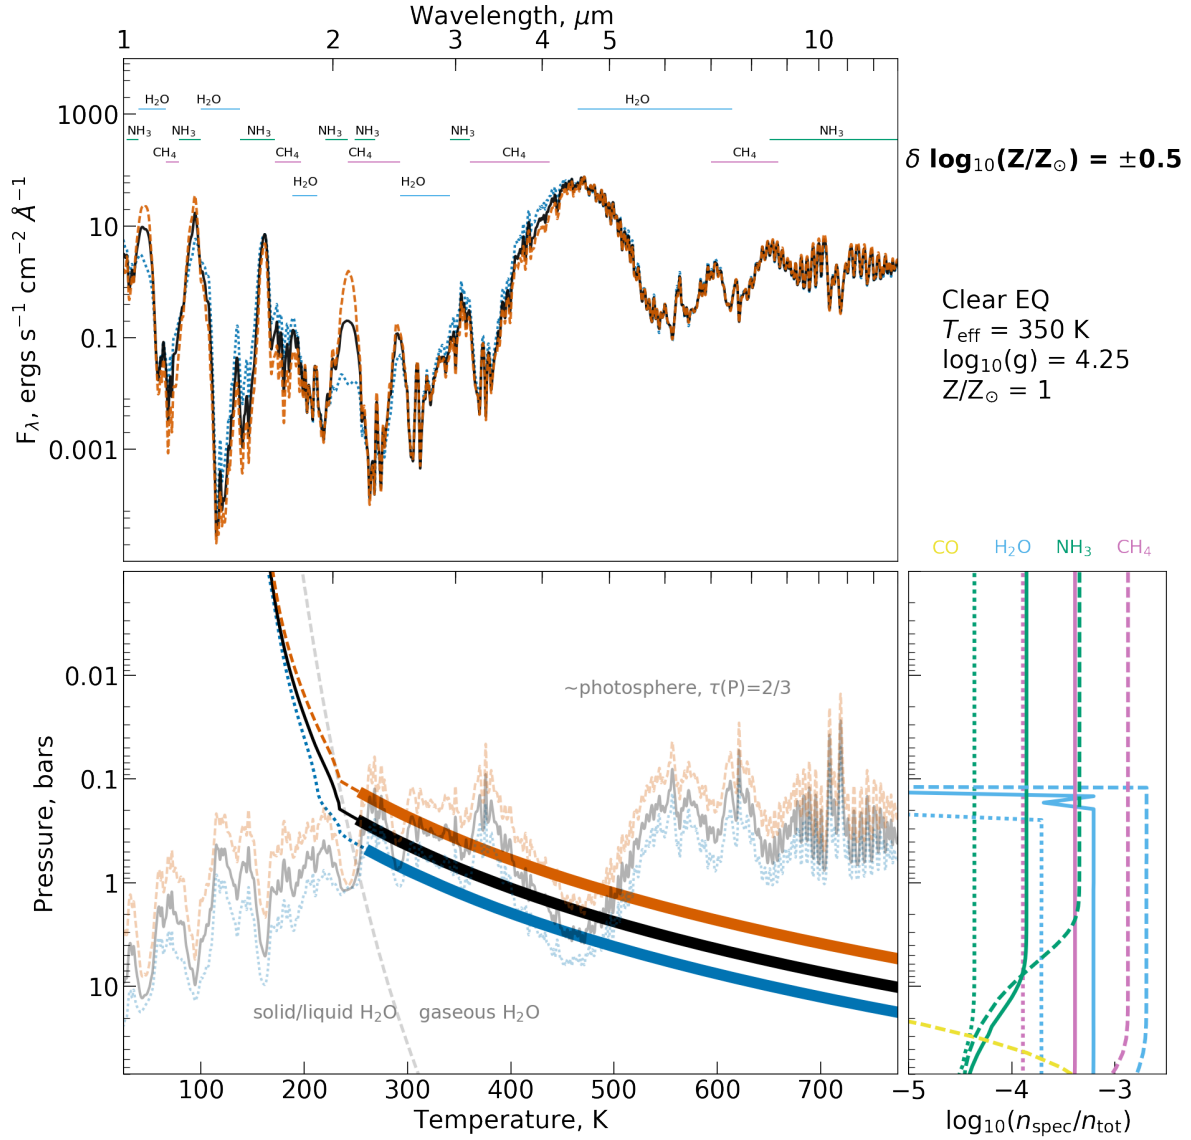 Wavelength, μm
1 2 3 4 5 10
H₂O H₂O H₂O
NH₃ NH₃ NH₃ NH₃ NH₃ NH₃ NH₃
CH₄ CH₄ CH₄ CH₄ CH₄
H₂O H₂O
1000
10
0.1
0.001
F_λ, ergs s⁻¹ cm⁻² Å⁻¹
δ log₁₀(Z/Z☉) = ±0.5
Clear EQ
T_eff = 350 K
log₁₀(g) = 4.25
Z/Z☉ = 1
CO H₂O NH₃ CH₄
~photosphere, τ(P)=2/3
solid/liquid H₂O gaseous H₂O
0.01
0.1
1
10
Pressure, bars
100 200 300 400 500 600 700
Temperature, K
−5 −4 −3
log₁₀(n_spec/n_tot)